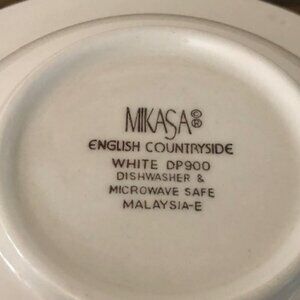 MIKASA©®
ENGLISH COUNTRYSIDE
WHITE DP900
DISHWASHER &
MICROWAVE SAFE
MALAYSIA-E